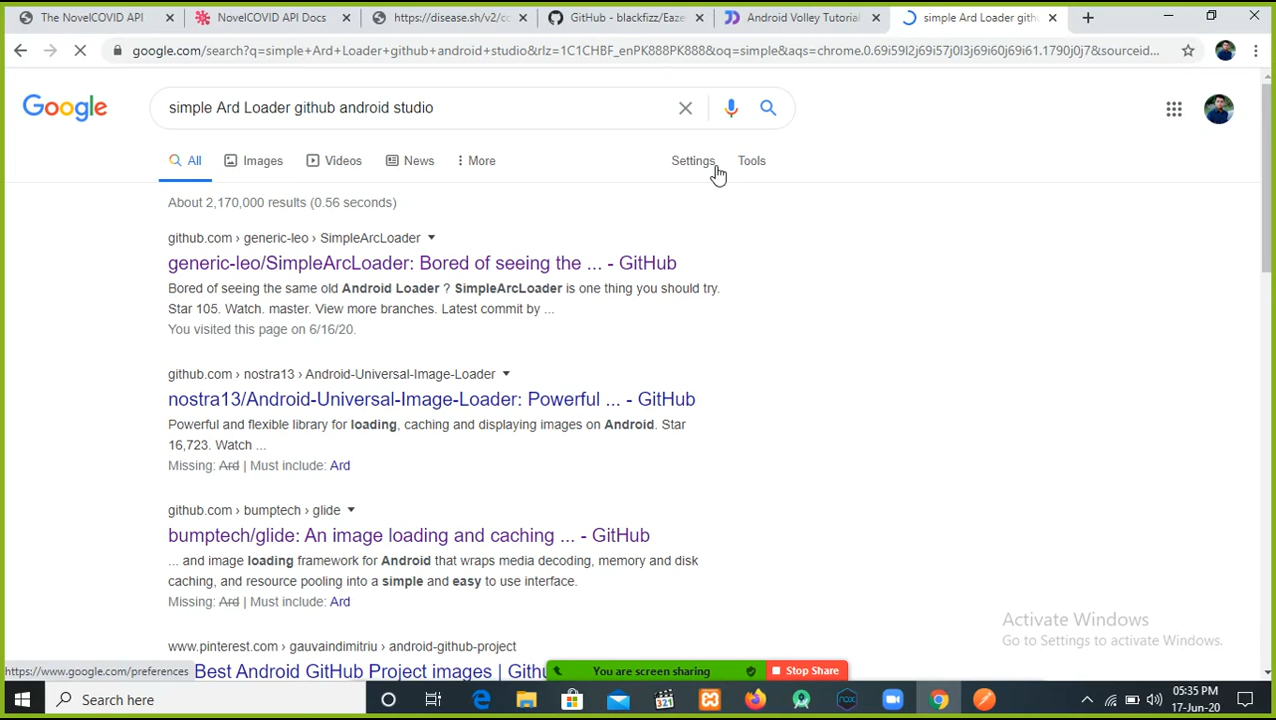 The NovelCOVID API
NovelCOVID API Docs
https://disease.sh/v2/co
GitHub - blackfizz/Eaze
Android Volley Tutorial
simple Ard Loader gith
google.com/search?q=simple+Ard+Loader+github+android+studio&rlz=1C1CHBF_enPK888PK888&oq=simple&aqs=chrome.0.69i59l2j69i57j0l3j69i60j69i61.1790j0j7&sourceid...
Google
simple Ard Loader github android studio
All Images Videos News More Settings Tools
About 2,170,000 results (0.56 seconds)
github.com › generic-leo › SimpleArcLoader
generic-leo/SimpleArcLoader: Bored of seeing the ... - GitHub
Bored of seeing the same old Android Loader ? SimpleArcLoader is one thing you should try.
Star 105. Watch. master. View more branches. Latest commit by ...
You visited this page on 6/16/20.
github.com › nostra13 › Android-Universal-Image-Loader
nostra13/Android-Universal-Image-Loader: Powerful ... - GitHub
Powerful and flexible library for loading, caching and displaying images on Android. Star
16,723. Watch ...
Missing: Ard | Must include: Ard
github.com › bumptech › glide
bumptech/glide: An image loading and caching ... - GitHub
... and image loading framework for Android that wraps media decoding, memory and disk
caching, and resource pooling into a simple and easy to use interface.
Missing: Ard | Must include: Ard
Activate Windows
Go to Settings to activate Windows.
www.pinterest.com › gauvaindimitriu › android-github-project
https://www.google.com/preferences
Best Android GitHub Project images | Githu
You are screen sharing
Stop Share
Search here
321
nox
05:35 PM
17-Jun-20